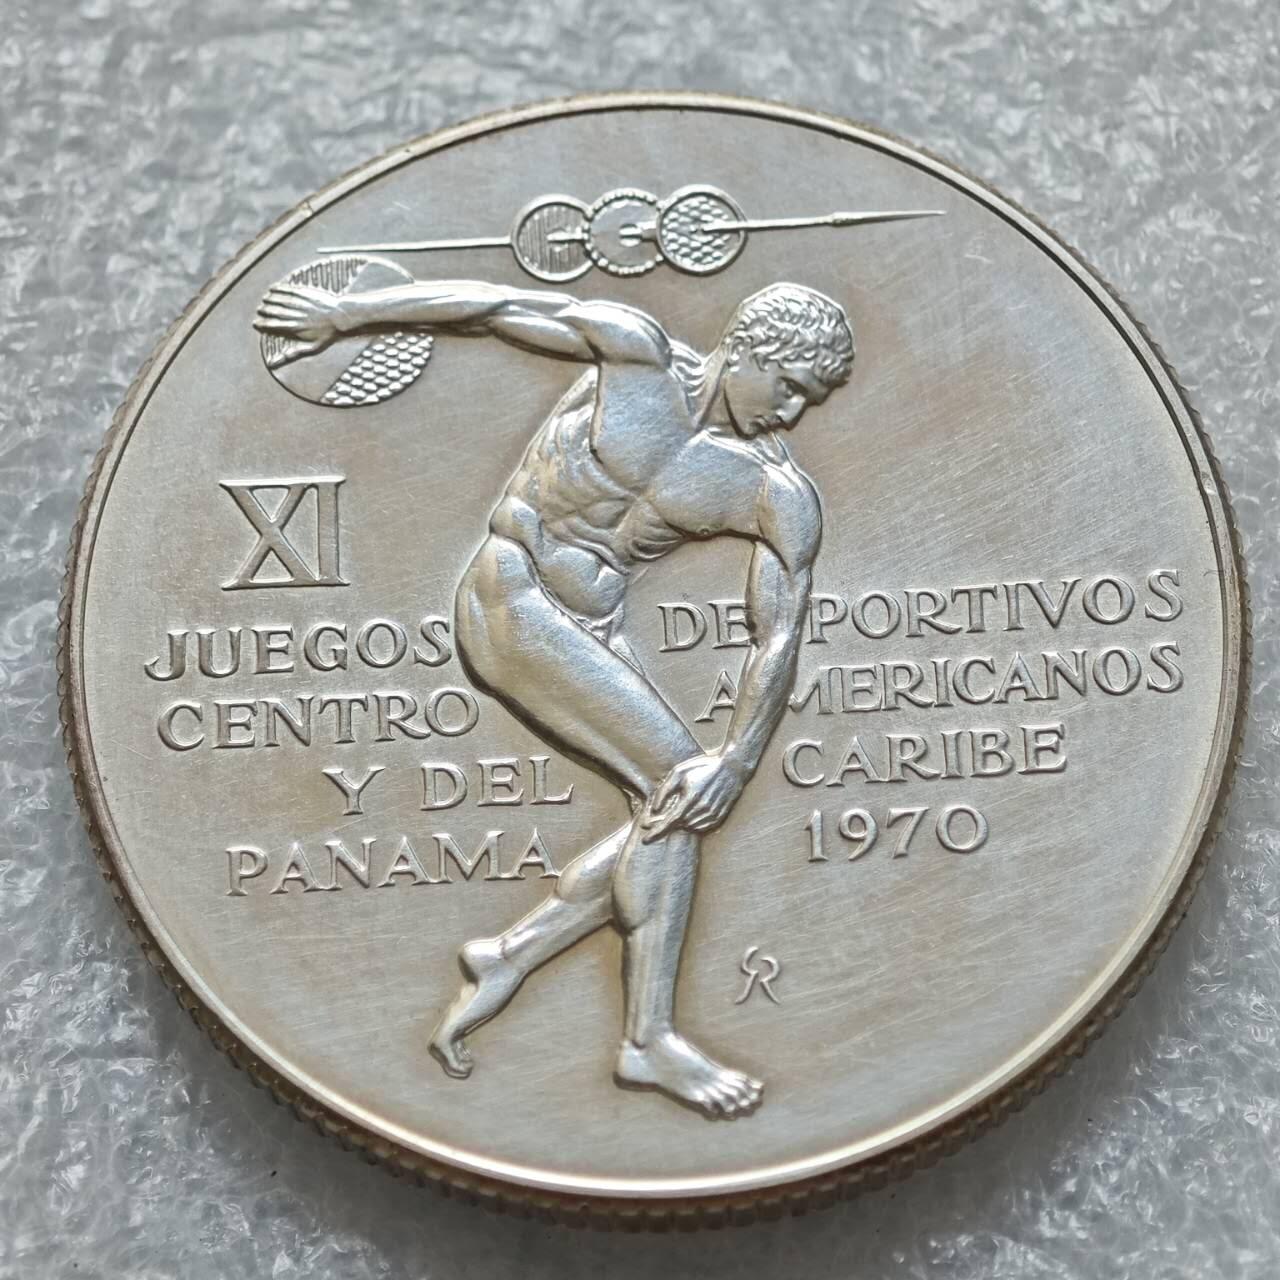 XI
JUEGOS DEPORTIVOS
CENTRO AMERICANOS
Y DEL CARIBE
PANAMA 1970